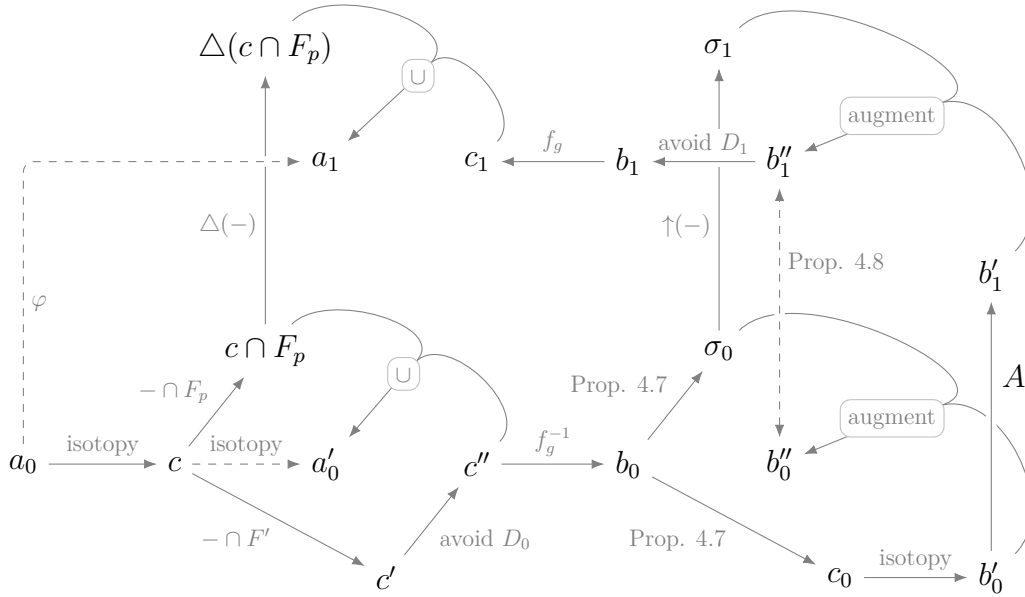 △(c ∩ F_p) σ_1
∪ augment
a_1 c_1 f_g b_1 avoid D_1 b''_1
△(−) ↑(−)
Prop. 4.8 b'_1
φ
c ∩ F_p σ_0
− ∩ F_p ∪ Prop. 4.7 A
augment
a_0 isotopy c isotopy a'_0 c'' f_g^{-1} b_0 b''_0
− ∩ F' avoid D_0 Prop. 4.7
c' c_0 isotopy b'_0